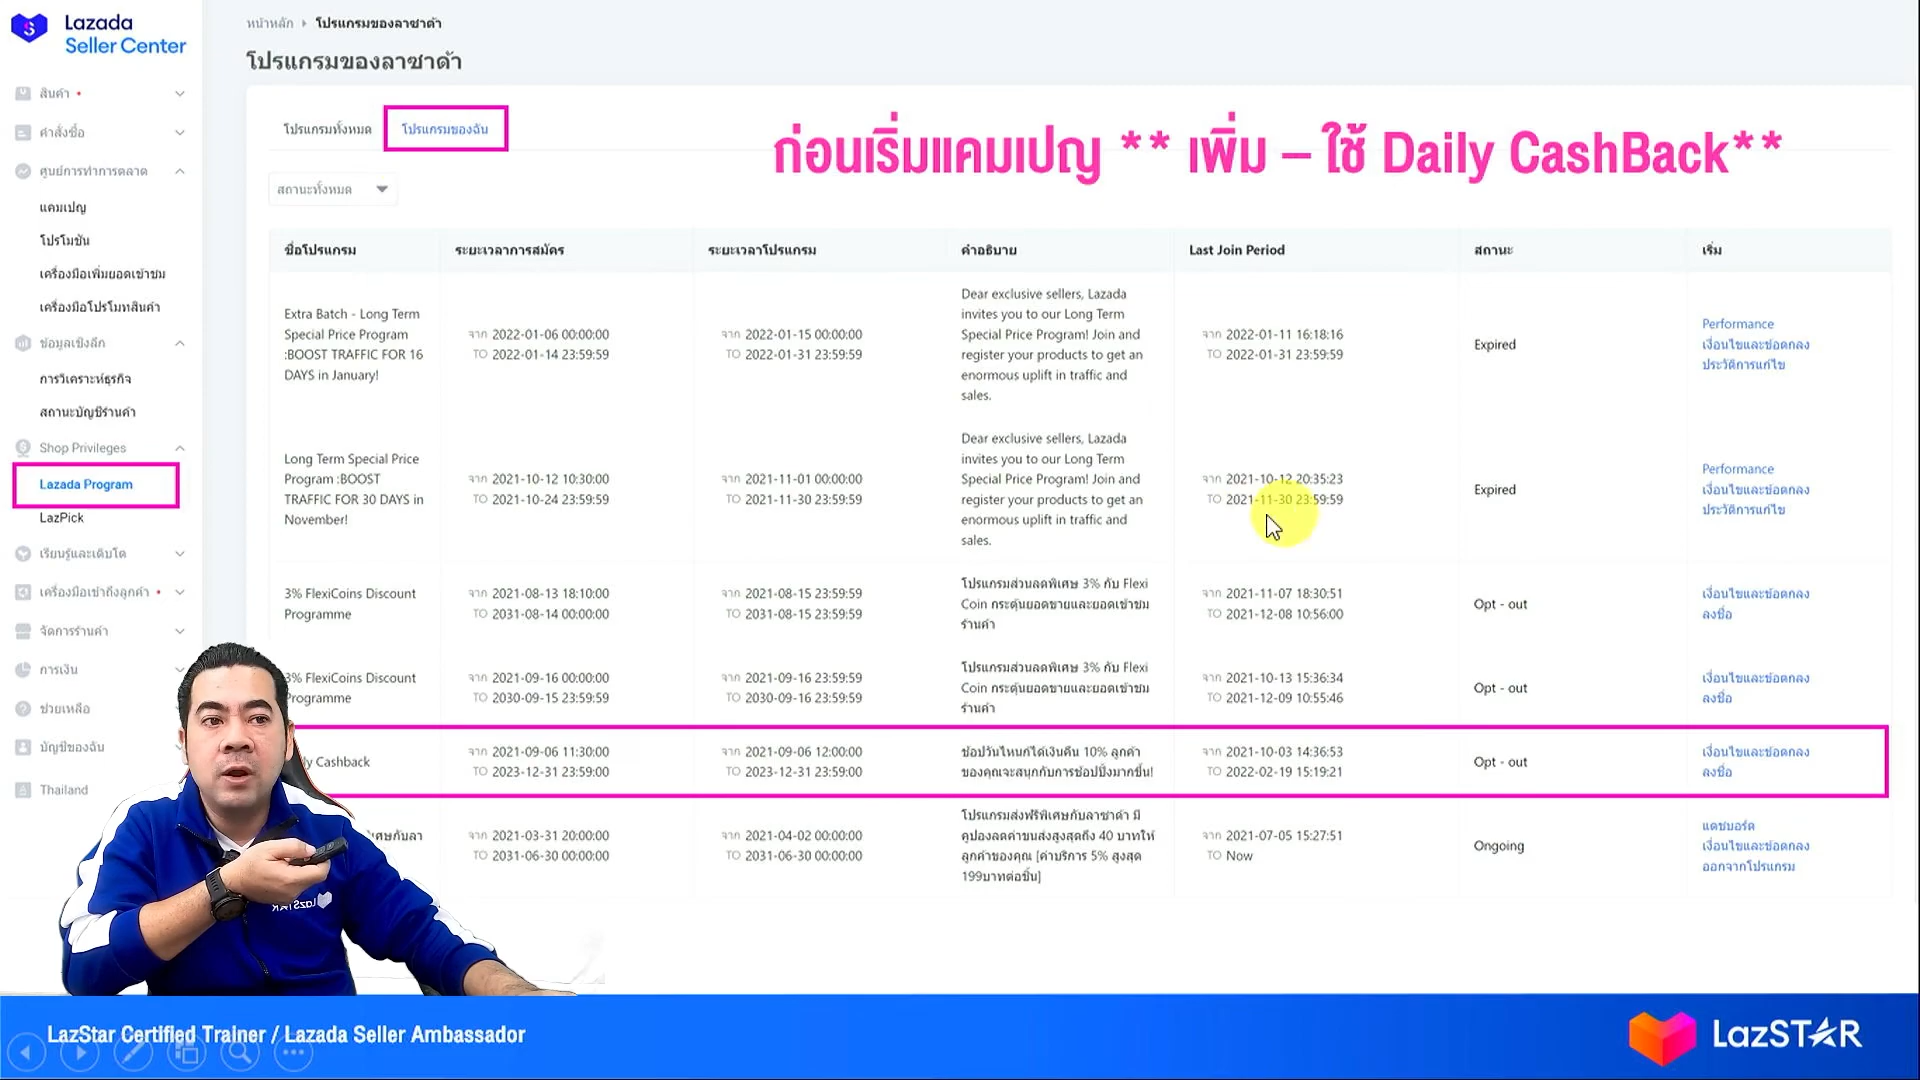 Lazada
Seller Center
สินค้า
คำสั่งซื้อ
ศูนย์การทำการตลาด
แคมเปญ
โปรโมชัน
เครื่องมือเพิ่มยอดเข้าชม
เครื่องมือโปรโมทสินค้า
ข้อมูลเชิงลึก
การวิเคราะห์ธุรกิจ
สถานะบัญชีร้านค้า
Shop Privileges
Lazada Program
LazPick
เรียนรู้และเติบโต
เครื่องมือเข้าถึงลูกค้า
จัดการร้านค้า
การเงิน
ช่วยเหลือ
บัญชีของฉัน
Thailand
หน้าหลัก โปรแกรมของลาซาด้า
โปรแกรมของลาซาด้า
โปรแกรมทั้งหมด โปรแกรมของฉัน
ก่อนเริ่มแคมเปญ ** เพิ่ม – ใช้ Daily CashBack**
สถานะทั้งหมด
ชื่อโปรแกรม ระยะเวลาการสมัคร ระยะเวลาโปรแกรม คำอธิบาย Last Join Period สถานะ เริ่ม
Extra Batch - Long Term
Special Price Program
:BOOST TRAFFIC FOR 16
DAYS in January!
จาก 2022-01-06 00:00:00
TO 2022-01-14 23:59:59
จาก 2022-01-15 00:00:00
TO 2022-01-31 23:59:59
Dear exclusive sellers, Lazada
invites you to our Long Term
Special Price Program! Join and
register your products to get an
enormous uplift in traffic and
sales.
จาก 2022-01-11 16:18:16
TO 2022-01-31 23:59:59
Expired
Performance
เงื่อนไขและข้อตกลง
ประวัติการแก้ไข
Long Term Special Price
Program :BOOST
TRAFFIC FOR 30 DAYS in
November!
จาก 2021-10-12 10:30:00
TO 2021-10-24 23:59:59
จาก 2021-11-01 00:00:00
TO 2021-11-30 23:59:59
Dear exclusive sellers, Lazada
invites you to our Long Term
Special Price Program! Join and
register your products to get an
enormous uplift in traffic and
sales.
จาก 2021-10-12 20:35:23
TO 2021-11-30 23:59:59
Expired
Performance
เงื่อนไขและข้อตกลง
ประวัติการแก้ไข
3% FlexiCoins Discount
Programme
จาก 2021-08-13 18:10:00
TO 2031-08-14 00:00:00
จาก 2021-08-15 23:59:59
TO 2031-08-15 23:59:59
โปรแกรมส่วนลดพิเศษ 3% กับ Flexi
Coin กระตุ้นยอดขายและยอดเข้าชม
ร้านค้า
จาก 2021-11-07 18:30:51
TO 2021-12-08 10:56:00
Opt - out
เงื่อนไขและข้อตกลง
ลงชื่อ
3% FlexiCoins Discount
Programme
จาก 2021-09-16 00:00:00
TO 2030-09-15 23:59:59
จาก 2021-09-16 23:59:59
TO 2030-09-16 23:59:59
โปรแกรมส่วนลดพิเศษ 3% กับ Flexi
Coin กระตุ้นยอดขายและยอดเข้าชม
ร้านค้า
จาก 2021-10-13 15:36:34
TO 2021-12-09 10:55:46
Opt - out
เงื่อนไขและข้อตกลง
ลงชื่อ
ly Cashback
จาก 2021-09-06 11:30:00
TO 2023-12-31 23:59:00
จาก 2021-09-06 12:00:00
TO 2023-12-31 23:59:00
ช้อปวันไหนก็ได้เงินคืน 10% ลูกค้า
ของคุณจะสนุกกับการช้อปปิ้งมากขึ้น!
จาก 2021-10-03 14:36:53
TO 2022-02-19 15:19:21
Opt - out
เงื่อนไขและข้อตกลง
ลงชื่อ
เศษกับลา
จาก 2021-03-31 20:00:00
TO 2031-06-30 00:00:00
จาก 2021-04-02 00:00:00
TO 2031-06-30 00:00:00
โปรแกรมส่งฟรีพิเศษกับลาซาด้า มี
คูปองลดค่าขนส่งสูงสุดถึง 40 บาทให้
ลูกค้าของคุณ [ค่าบริการ 5% สูงสุด
199บาทต่อชิ้น]
จาก 2021-07-05 15:27:51
TO Now
Ongoing
แดชบอร์ด
เงื่อนไขและข้อตกลง
ออกจากโปรแกรม
LazSTAR
LazStar Certified Trainer / Lazada Seller Ambassador
LazSTAR